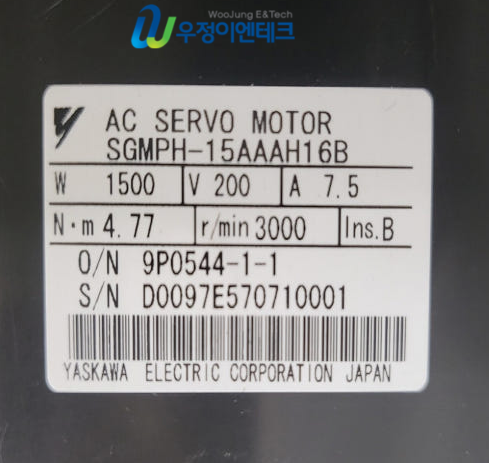 WooJung E&Tech
우정이엔테크
AC SERVO MOTOR
SGMPH-15AAAH16B
W 1500 V 200 A 7.5
N·m 4.77 r/min 3000 Ins.B
O/N 9P0544-1-1
S/N D0097E570710001
YASKAWA ELECTRIC CORPORATION JAPAN